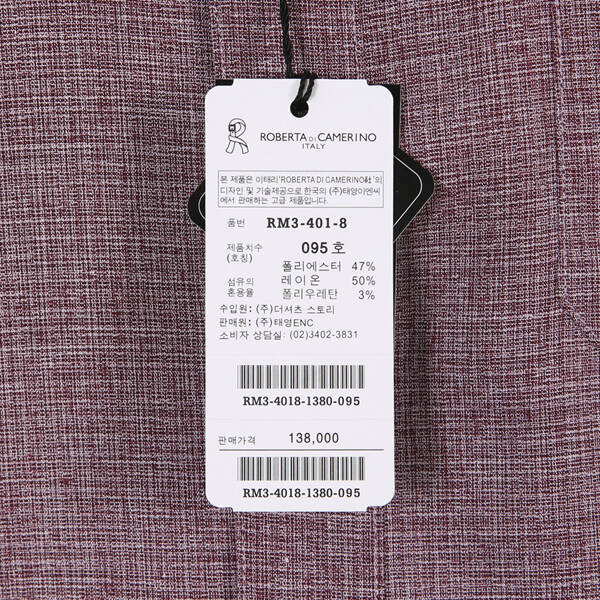 ROBERTA DI CAMERINO
ITALY
본 제품은 이태리 'ROBERTA DI CAMERINO社'의
디자인 및 기술제공으로 한국의 (주)태양이엔씨
에서 판매하는 고급 제품입니다.
품번 RM3-401-8
제품치수 095호
(호칭)
폴리에스터 47%
섬유의 레이온 50%
혼용율 폴리우레탄 3%
수입원: (주)더셔츠 스토리
판매원: (주)태양ENC
소비자 상담실: (02)3402-3831
RM3-4018-1380-095
판매가격 138,000
RM3-4018-1380-095